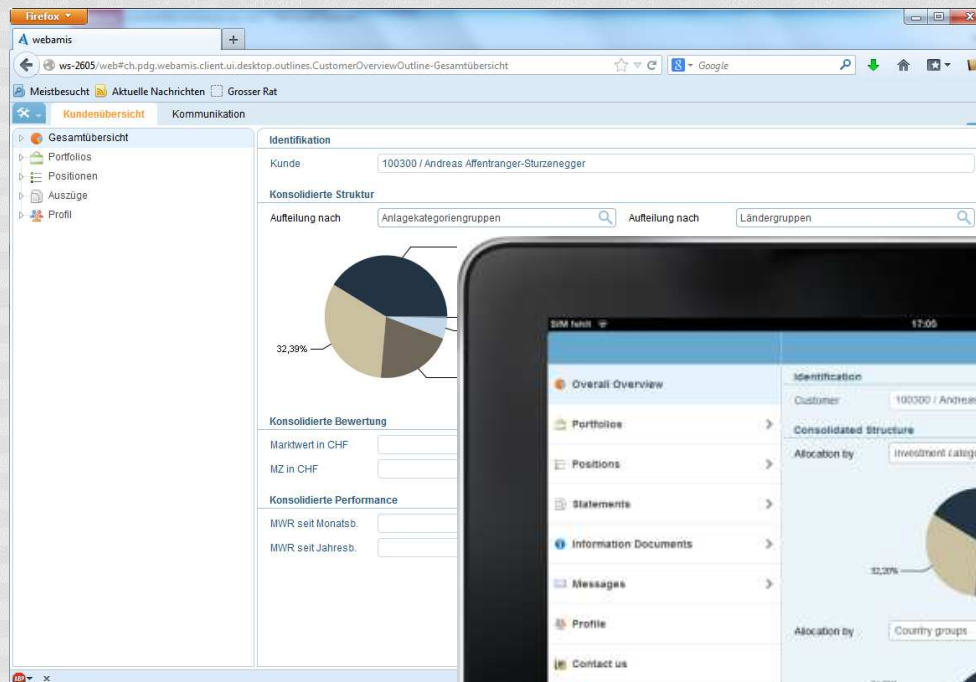 Firefox
webamis
ws-2605/web#ch.pdg.webamis.client.ui.desktop.outlines.CustomerOverviewOutline-Gesamtübersicht
Google
Meistbesucht Aktuelle Nachrichten Grosser Rat
Kundenübersicht Kommunikation
Gesamtübersicht
Portfolios
Positionen
Auszüge
Profil
Identifikation
Kunde 100300 / Andreas Affentranger-Sturzenegger
Konsolidierte Struktur
Aufteilung nach Anlagekategoriengruppen Aufteilung nach Ländergruppen
32,39%
Konsolidierte Bewertung
Marktwert in CHF
MZ in CHF
Konsolidierte Performance
MWR seit Monatsb.
MWR seit Jahresb.
ABP
SIM fehlt 17:05
Overall Overview
Portfolios
Positions
Statements
Information Documents
Messages
Profile
Contact us
Identification
Customer 100300 / Andreas
Consolidated Structure
Allocation by Investment catego
32,20%
Allocation by Country groups